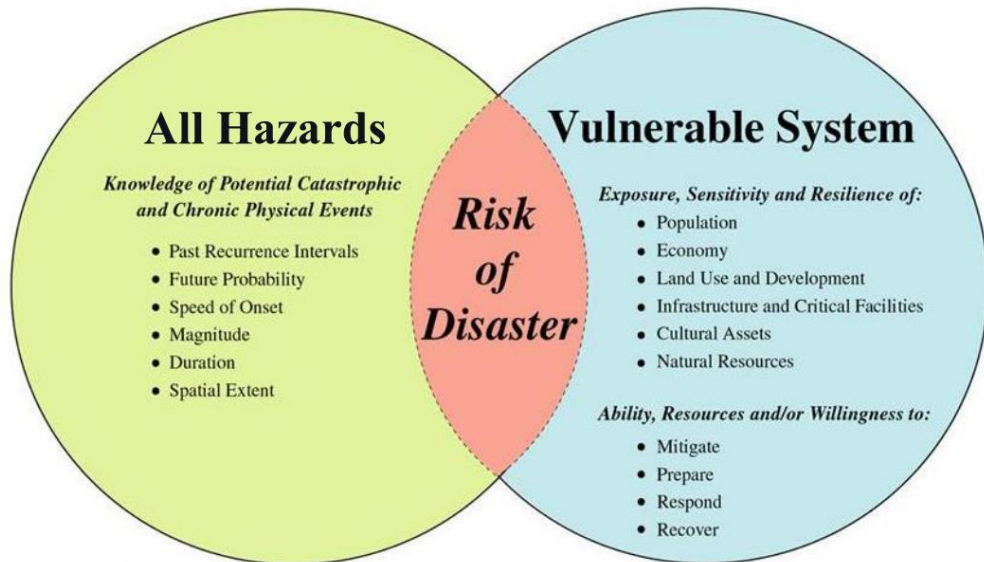 All Hazards
Knowledge of Potential Catastrophic
and Chronic Physical Events
• Past Recurrence Intervals
• Future Probability
• Speed of Onset
• Magnitude
• Duration
• Spatial Extent
Risk
of
Disaster
Vulnerable System
Exposure, Sensitivity and Resilience of:
• Population
• Economy
• Land Use and Development
• Infrastructure and Critical Facilities
• Cultural Assets
• Natural Resources
Ability, Resources and/or Willingness to:
• Mitigate
• Prepare
• Respond
• Recover